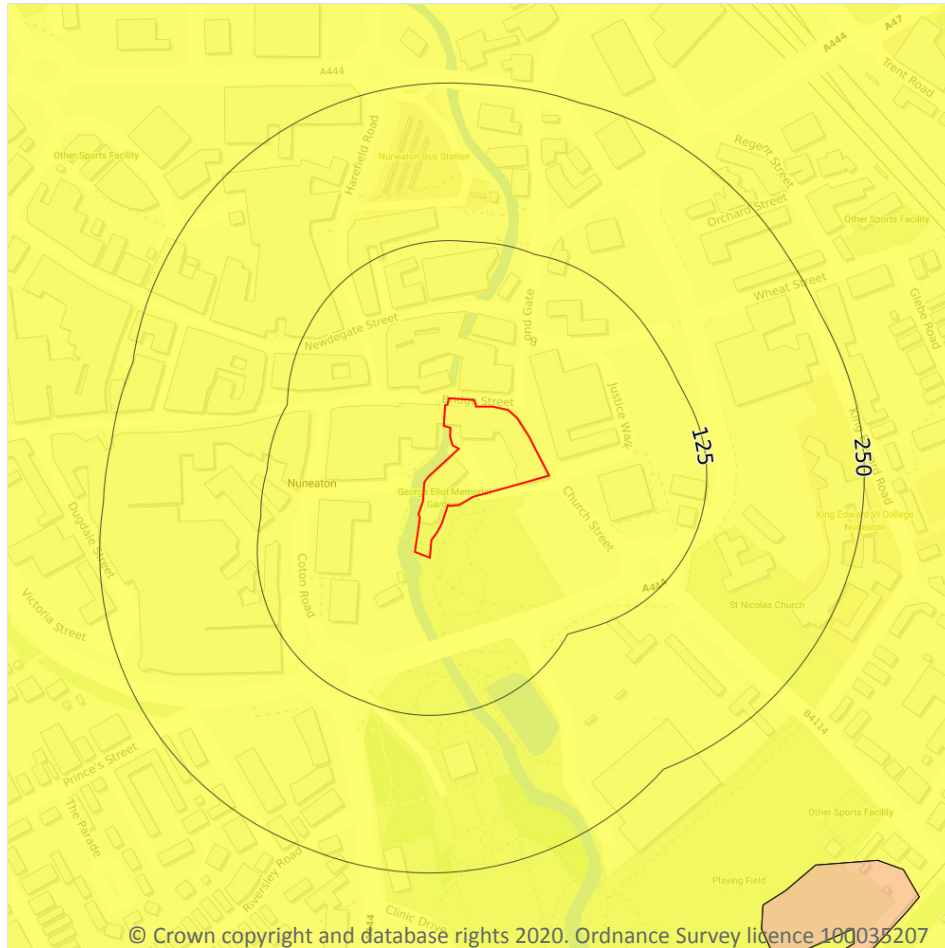 A47
A444
Trent Road
A444
Harefield Road
Other Sports Facility
Nuneaton Bus Station
Regent Street
Orchard Street
Other Sports Facility
Wheat Street
Glebe Road
Newdegate Street
ond Gate
B
Bridge Street
Justice Walk
125
250
King Edward Road
Nuneaton
George Eliot Memorial
Gardens
Church Street
King Edward VI College
Nuneaton
Dugdale Street
Coton Road
A444
St Nicolas Church
Victoria Street
B4114
Prince's Street
The Parade
Other Sports Facility
Riversley Road
Playing Field
Clinic Drive
© Crown copyright and database rights 2020. Ordnance Survey licence 100035207